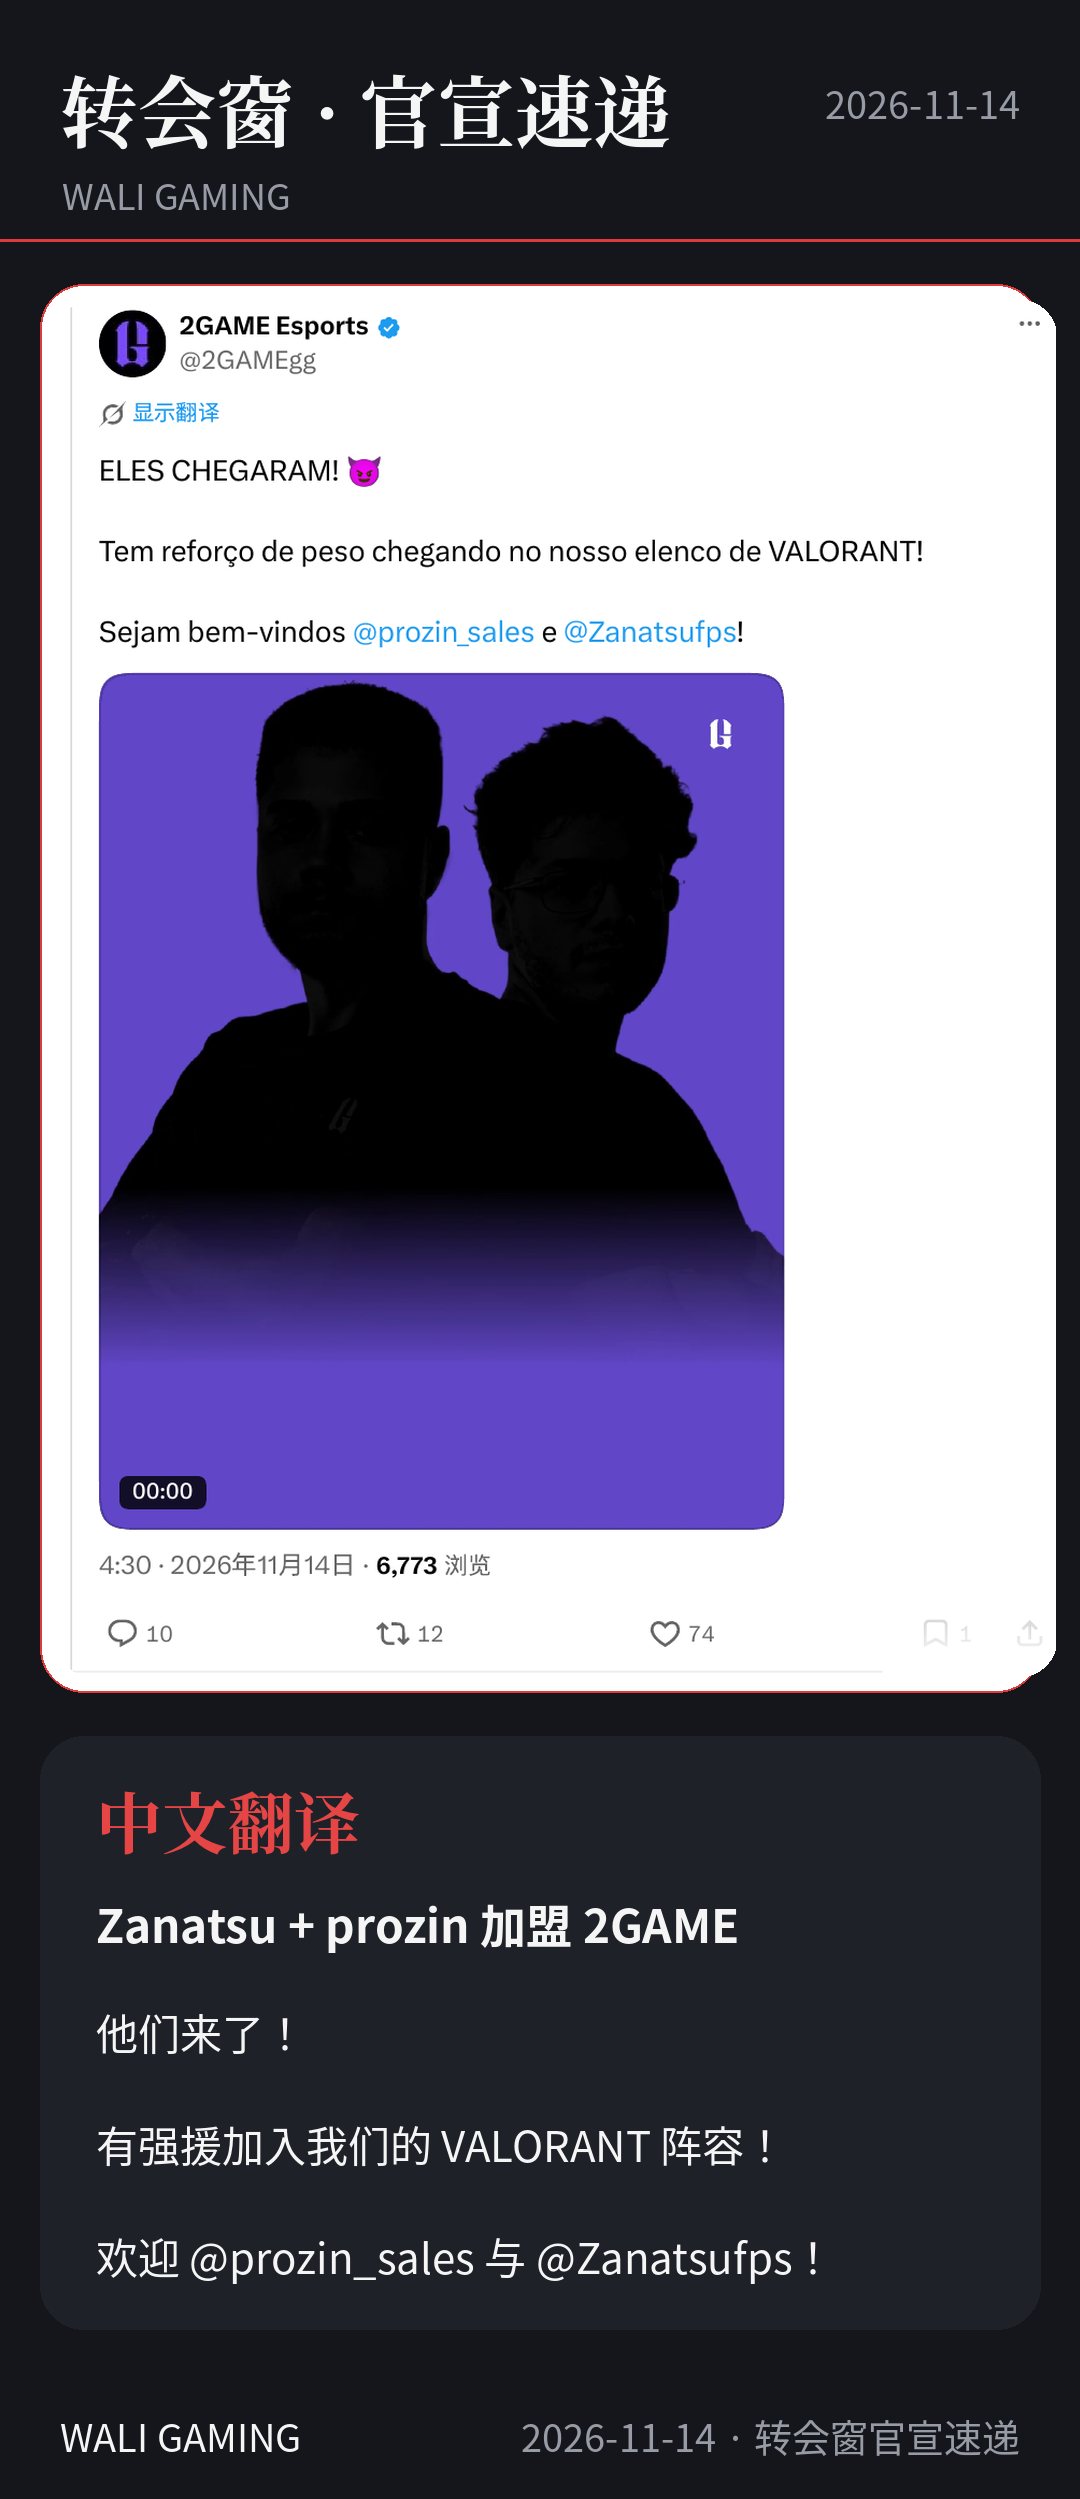 转会窗 · 官宣速递
2026-11-14
WALI GAMING
2GAME Esports
@2GAMEgg
显示翻译
ELES CHEGARAM! 😈
Tem reforço de peso chegando no nosso elenco de VALORANT!
Sejam bem-vindos @prozin_sales e @Zanatsufps!
00:00
4:30 · 2026年11月14日 · 6,773 浏览
10 12 74 1
中文翻译
Zanatsu + prozin 加盟 2GAME
他们来了！
有强援加入我们的 VALORANT 阵容！
欢迎 @prozin_sales 与 @Zanatsufps！
WALI GAMING
2026-11-14 · 转会窗官宣速递